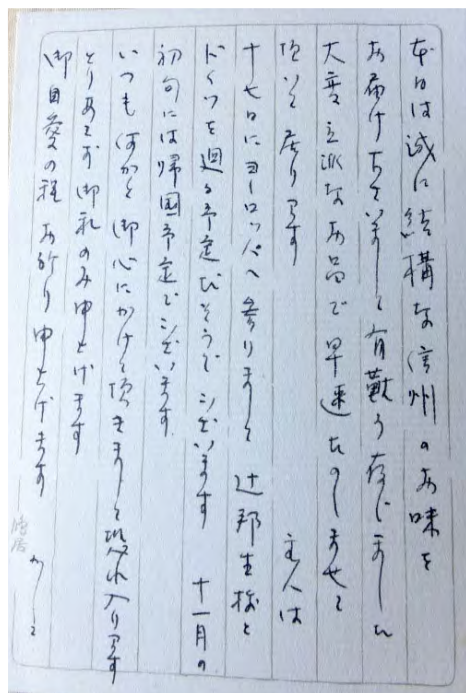 本日は誠に結構な信州のお味を
お届け下さいまして有難う存じました
大変立派なお品で早速たのしませて
頂いて居ります　主人は
十七日にヨーロッパへ参りまして辻邦生様と
ドイツを廻る予定だそうでございます　十一月の
初旬には帰国予定でございます
いつも何かと御心にかけて頂きまして恐れ入ります
とりあえず御礼のみ申上げます
御自愛の程お祈り申上げます　かしこ